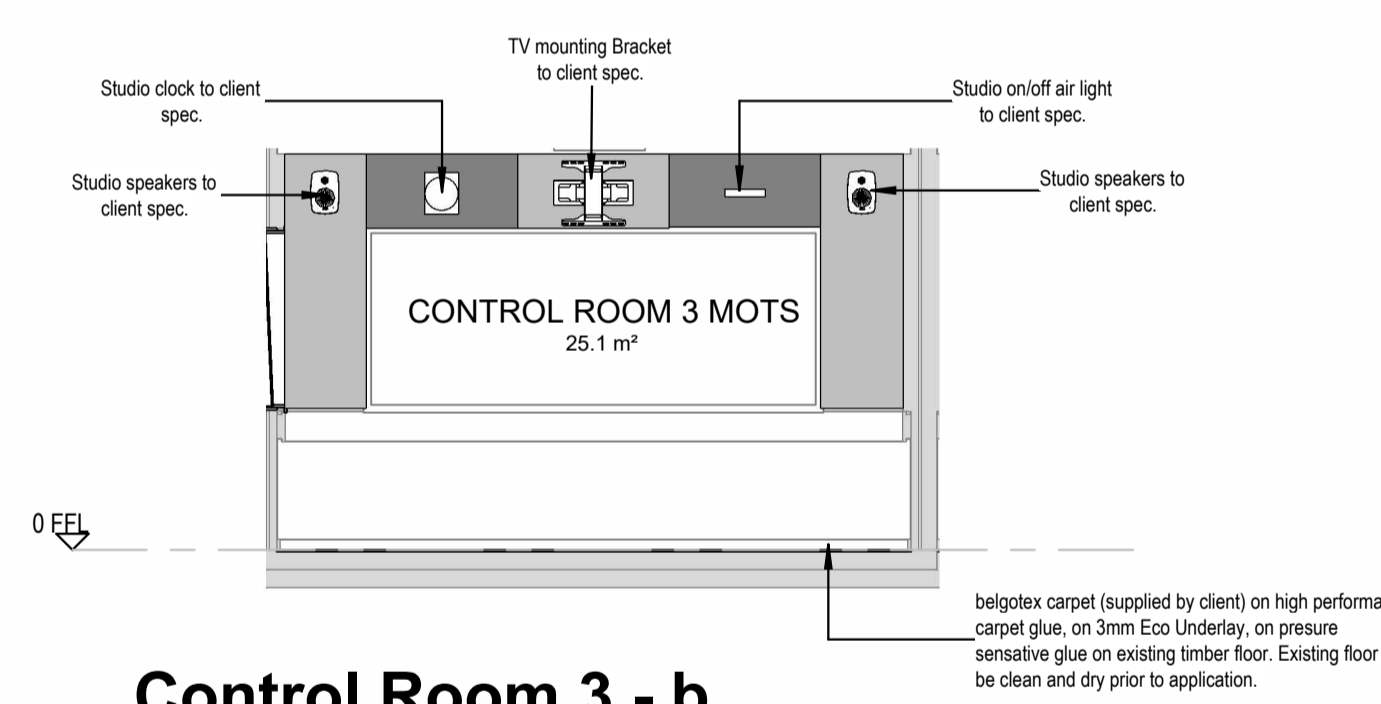 TV mounting Bracket
to client spec.
Studio clock to client
spec.
Studio on/off air light
to client spec.
Studio speakers to
client spec.
Studio speakers to
client spec.
CONTROL ROOM 3 MOTS
25.1 m²
0 FFL
belgotex carpet (supplied by client) on high performa
carpet glue, on 3mm Eco Underlay, on presure
sensative glue on existing timber floor. Existing floor
be clean and dry prior to application.
Control Room 3 - b